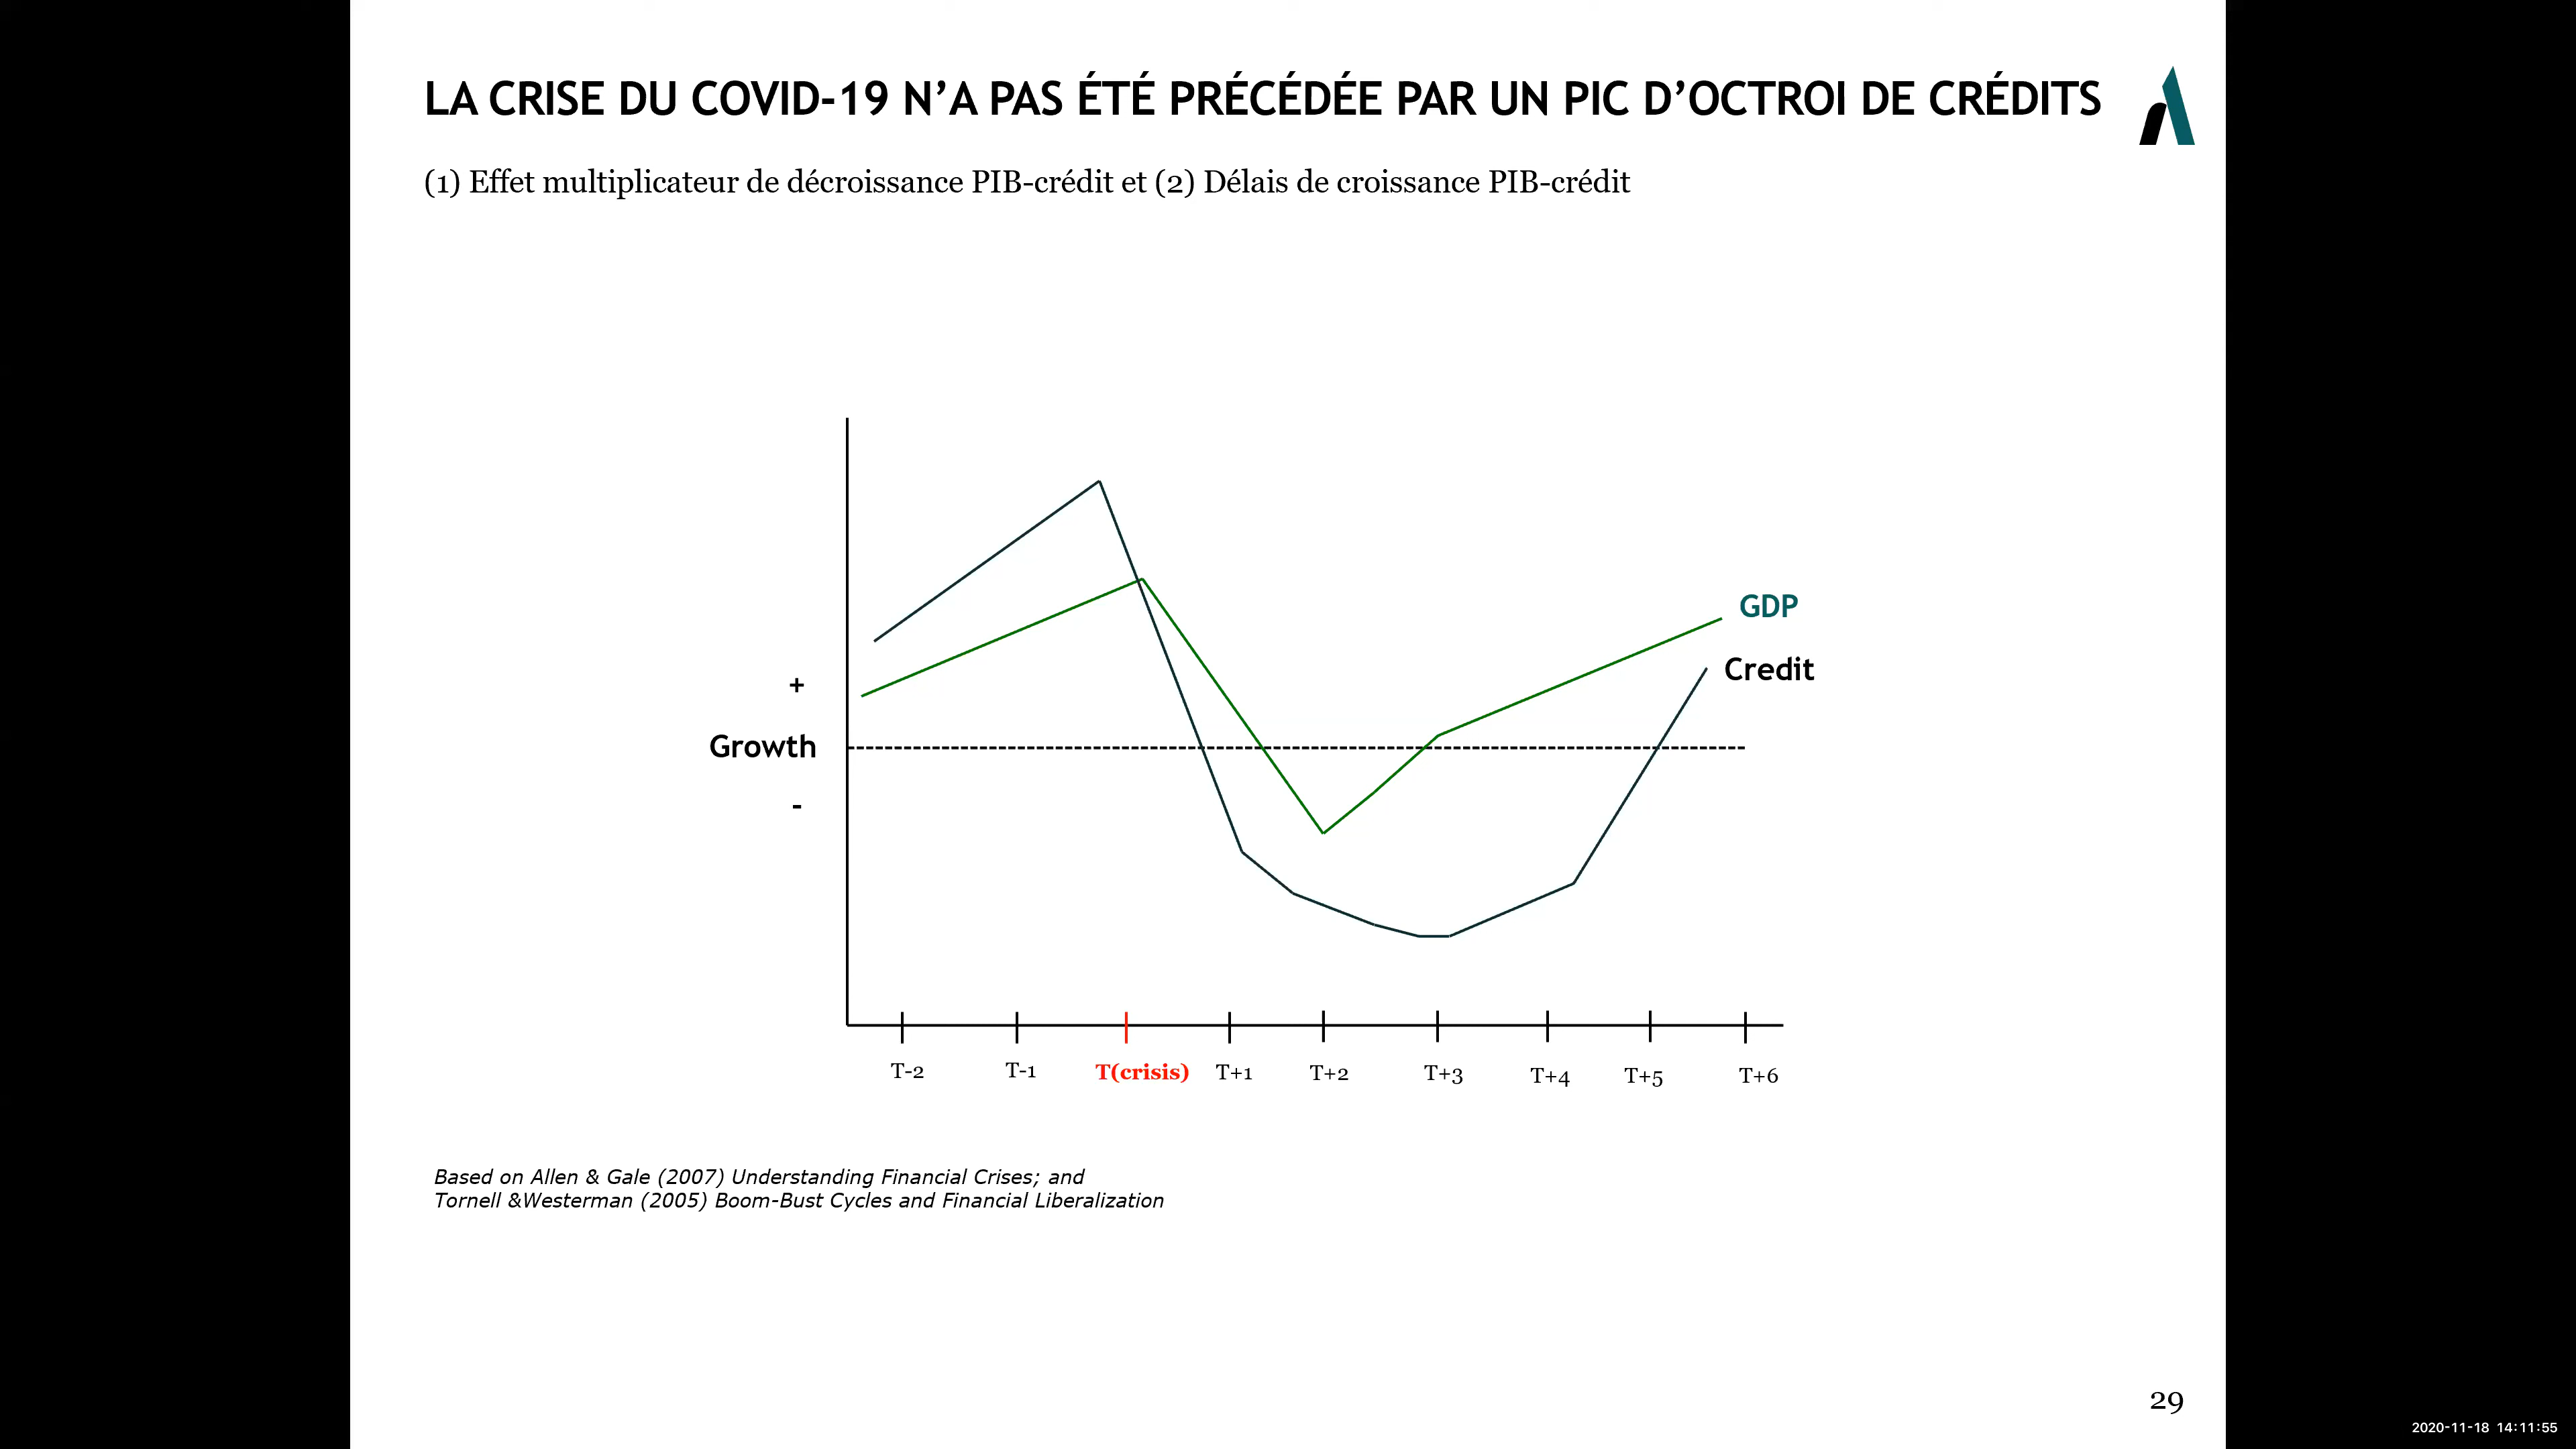 LA CRISE DU COVID-19 N’A PAS ÉTÉ PRÉCÉDÉE PAR UN PIC D’OCTROI DE CRÉDITS
(1) Effet multiplicateur de décroissance PIB-crédit et (2) Délais de croissance PIB-crédit
GDP
Credit
+
Growth
-
T-2 T-1 T(crisis) T+1 T+2 T+3 T+4 T+5 T+6
Based on Allen & Gale (2007) Understanding Financial Crises; and
Tornell &Westerman (2005) Boom-Bust Cycles and Financial Liberalization
29
2020-11-18 14:11:55